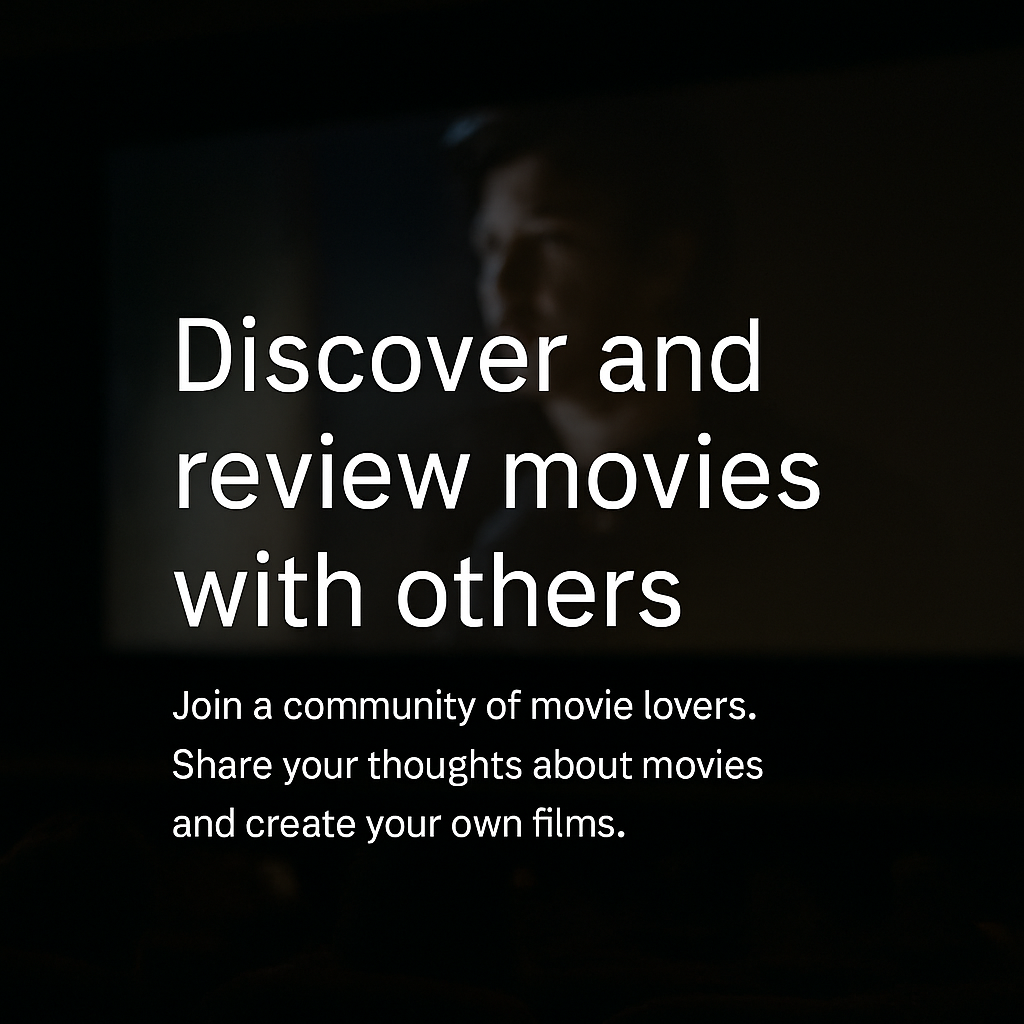 Discover and
review movies
with others
Join a community of movie lovers.
Share your thoughts about movies
and create your own films.